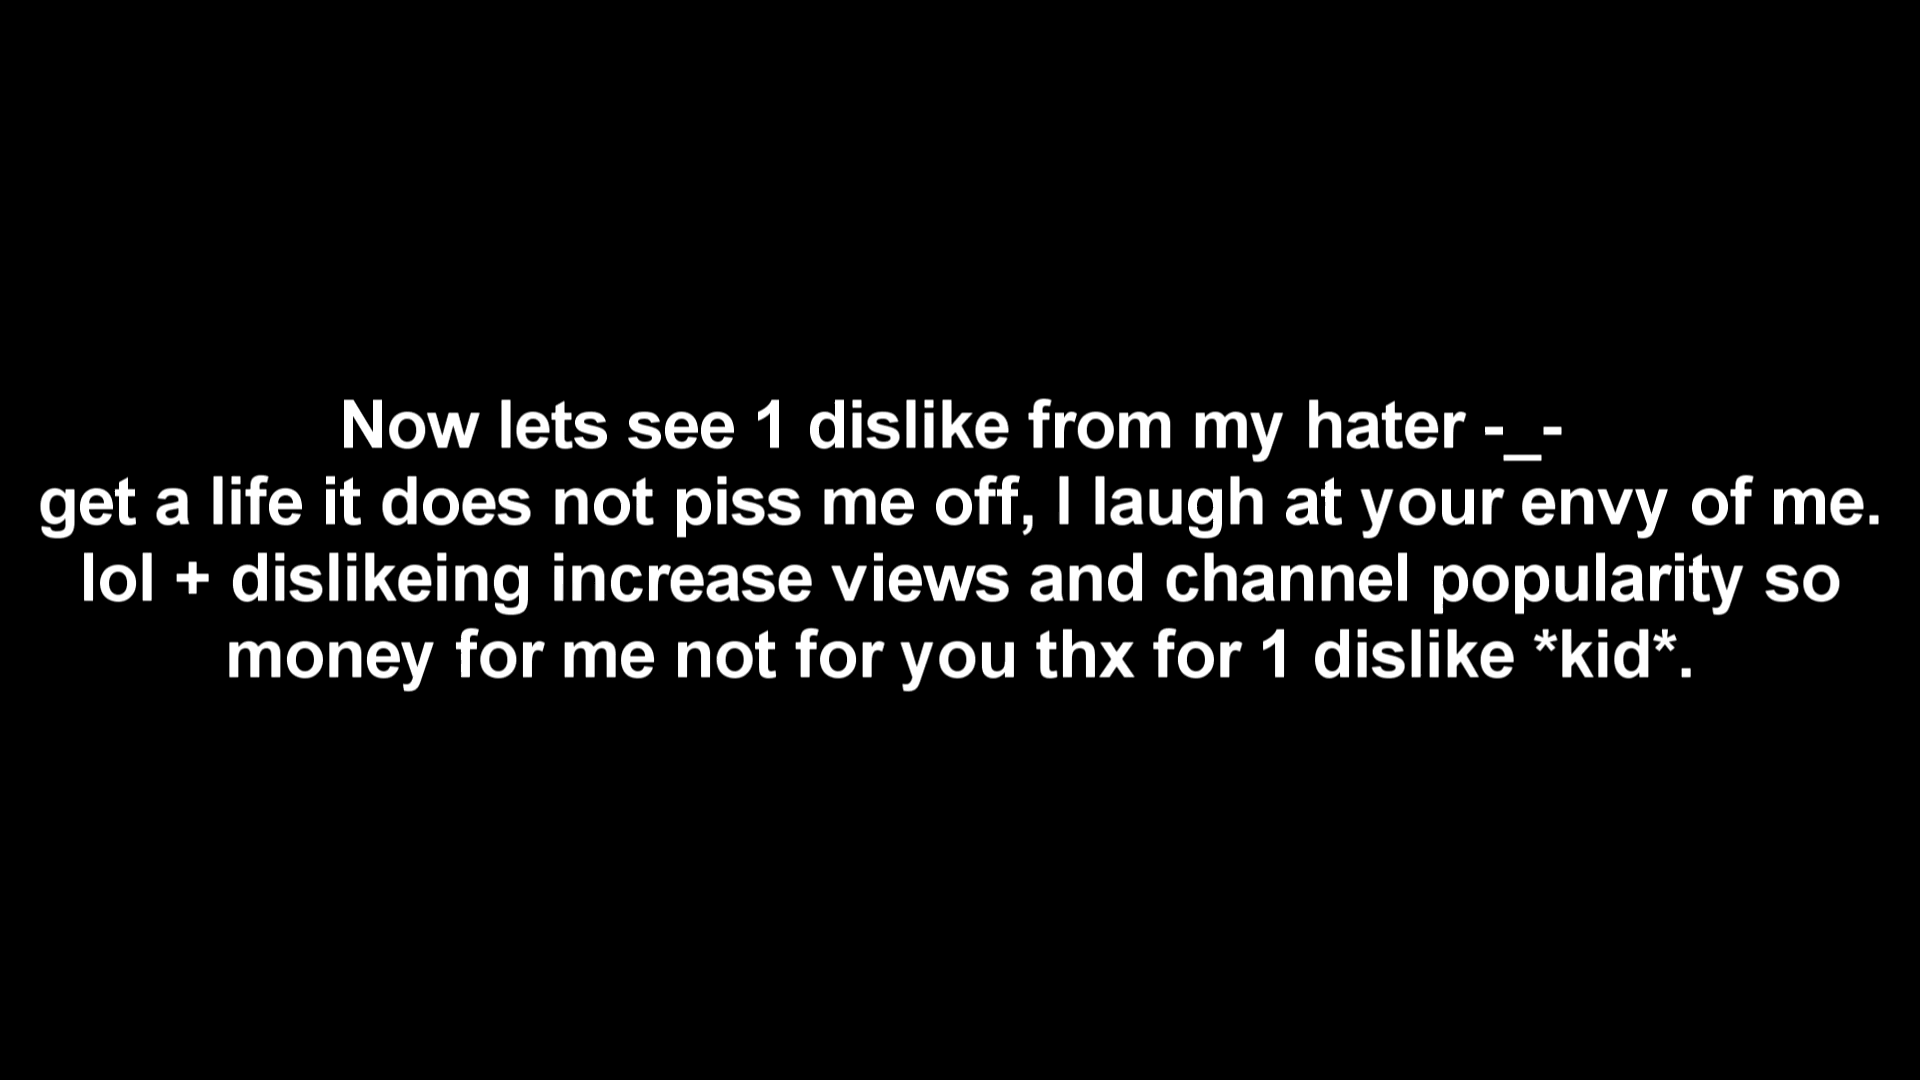 Now lets see 1 dislike from my hater -_-
get a life it does not piss me off, I laugh at your envy of me.
lol + dislikeing increase views and channel popularity so
money for me not for you thx for 1 dislike *kid*.